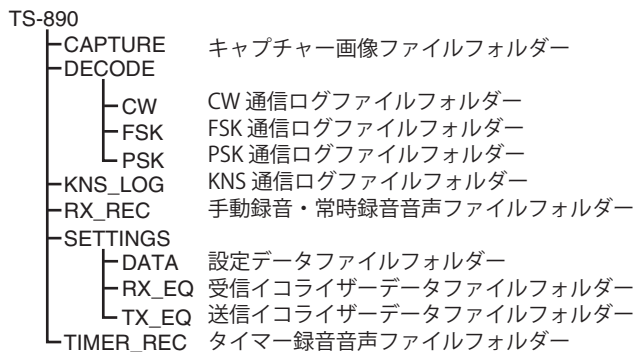 TS-890
CAPTURE キャプチャー画像ファイルフォルダー
DECODE
CW CW 通信ログファイルフォルダー
FSK FSK 通信ログファイルフォルダー
PSK PSK 通信ログファイルフォルダー
KNS_LOG KNS 通信ログファイルフォルダー
RX_REC 手動録音・常時録音音声ファイルフォルダー
SETTINGS
DATA 設定データファイルフォルダー
RX_EQ 受信イコライザーデータファイルフォルダー
TX_EQ 送信イコライザーデータファイルフォルダー
TIMER_REC タイマー録音音声ファイルフォルダー